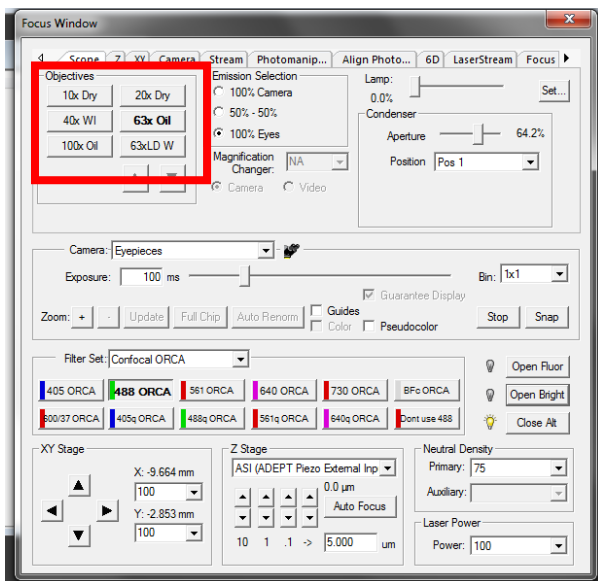 Focus Window
Scope Z XY Camera Stream Photomanip... Align Photo... 6D LaserStream Focus
Objectives
10x Dry 20x Dry
40x WI 63x Oil
100x Oil 63xLD W
Emission Selection
100% Camera
50% - 50%
100% Eyes
Magnification Changer: NA
Camera Video
Lamp:
0.0% Set...
Condenser
Aperture 64.2%
Position Pos 1
Camera: Eyepieces
Exposure: 100 ms Bin: 1x1
Guarantee Display
Zoom: + - Update Full Chip Auto Renorm Guides Stop Snap
Color Pseudocolor
Filter Set: Confocal ORCA Open Fluor
405 ORCA 488 ORCA 561 ORCA 640 ORCA 730 ORCA BFc ORCA Open Bright
600/37 ORCA 405q ORCA 488q ORCA 561q ORCA 640q ORCA Dont use 488 Close Alt
XY Stage
X: -9.664 mm
100
Y: -2.853 mm
100
Z Stage
ASI (ADEPT Piezo External Inp
0.0 µm
Auto Focus
10 1 .1 -> 5.000 um
Neutral Density
Primary: 75
Auxiliary:
Laser Power
Power: 100